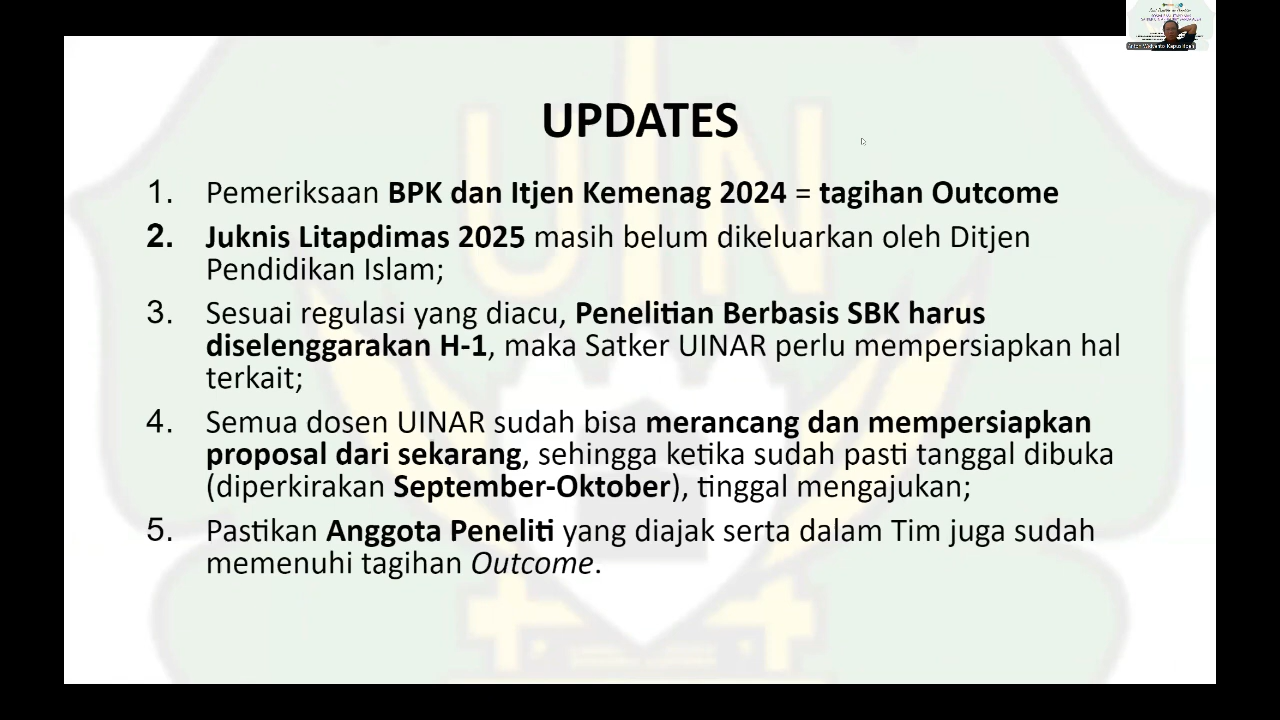 UPDATES
1. Pemeriksaan BPK dan Itjen Kemenag 2024 = tagihan Outcome
2. Juknis Litapdimas 2025 masih belum dikeluarkan oleh Ditjen
Pendidikan Islam;
3. Sesuai regulasi yang diacu, Penelitian Berbasis SBK harus
diselenggarakan H-1, maka Satker UINAR perlu mempersiapkan hal
terkait;
4. Semua dosen UINAR sudah bisa merancang dan mempersiapkan
proposal dari sekarang, sehingga ketika sudah pasti tanggal dibuka
(diperkirakan September-Oktober), tinggal mengajukan;
5. Pastikan Anggota Peneliti yang diajak serta dalam Tim juga sudah
memenuhi tagihan Outcome.
UIN